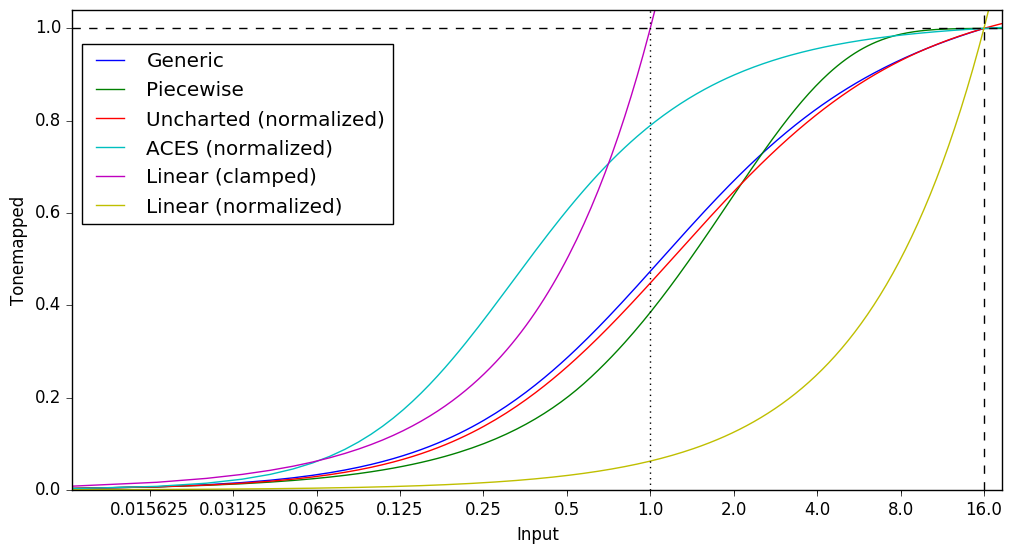 1.0
0.8
0.6
0.4
0.2
0.0
Tonemapped
Generic
Piecewise
Uncharted (normalized)
ACES (normalized)
Linear (clamped)
Linear (normalized)
0.015625 0.03125 0.0625 0.125 0.25 0.5 1.0 2.0 4.0 8.0 16.0
Input